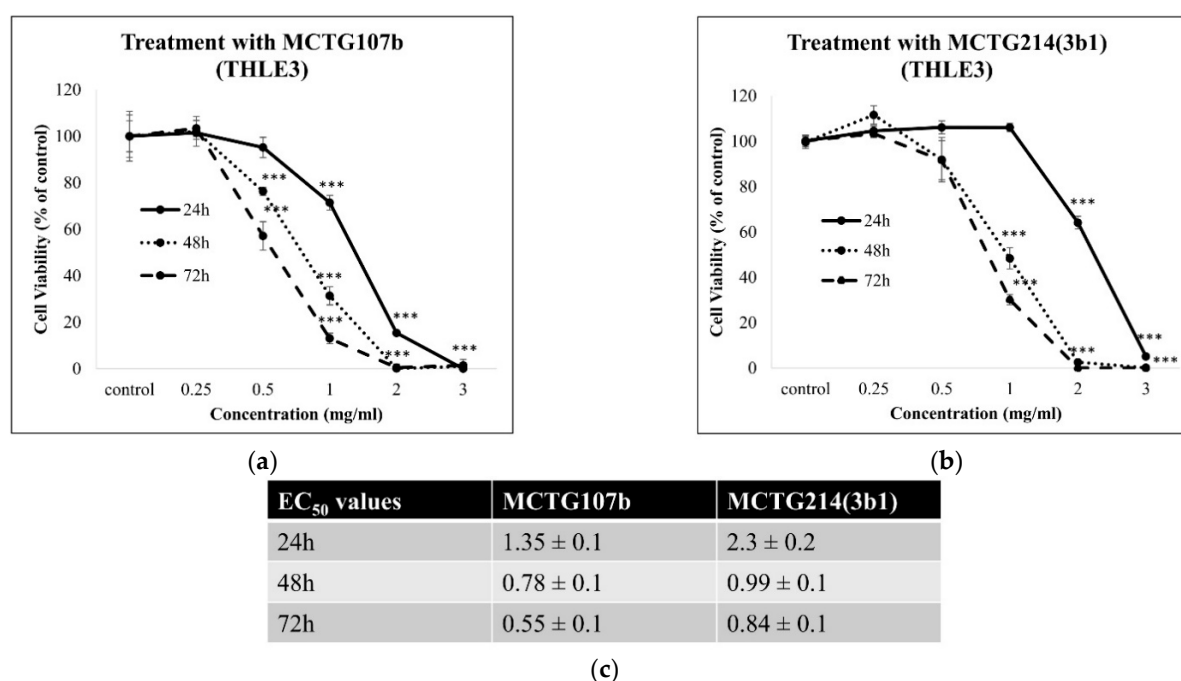 Treatment with MCTG107b
(THLE3)
120
100
80
60
40
20
0
Cell Viability (% of control)
24h
48h
72h
***
***
***
***
***
***
***
***
control 0.25 0.5 1 2 3
Concentration (mg/ml)
(a)
Treatment with MCTG214(3b1)
(THLE3)
120
100
80
60
40
20
0
Cell Viability (% of control)
24h
48h
72h
***
***
***
***
***
***
control 0.25 0.5 1 2 3
Concentration (mg/ml)
(b)
EC50 values MCTG107b MCTG214(3b1)
24h 1.35 ± 0.1 2.3 ± 0.2
48h 0.78 ± 0.1 0.99 ± 0.1
72h 0.55 ± 0.1 0.84 ± 0.1
(c)